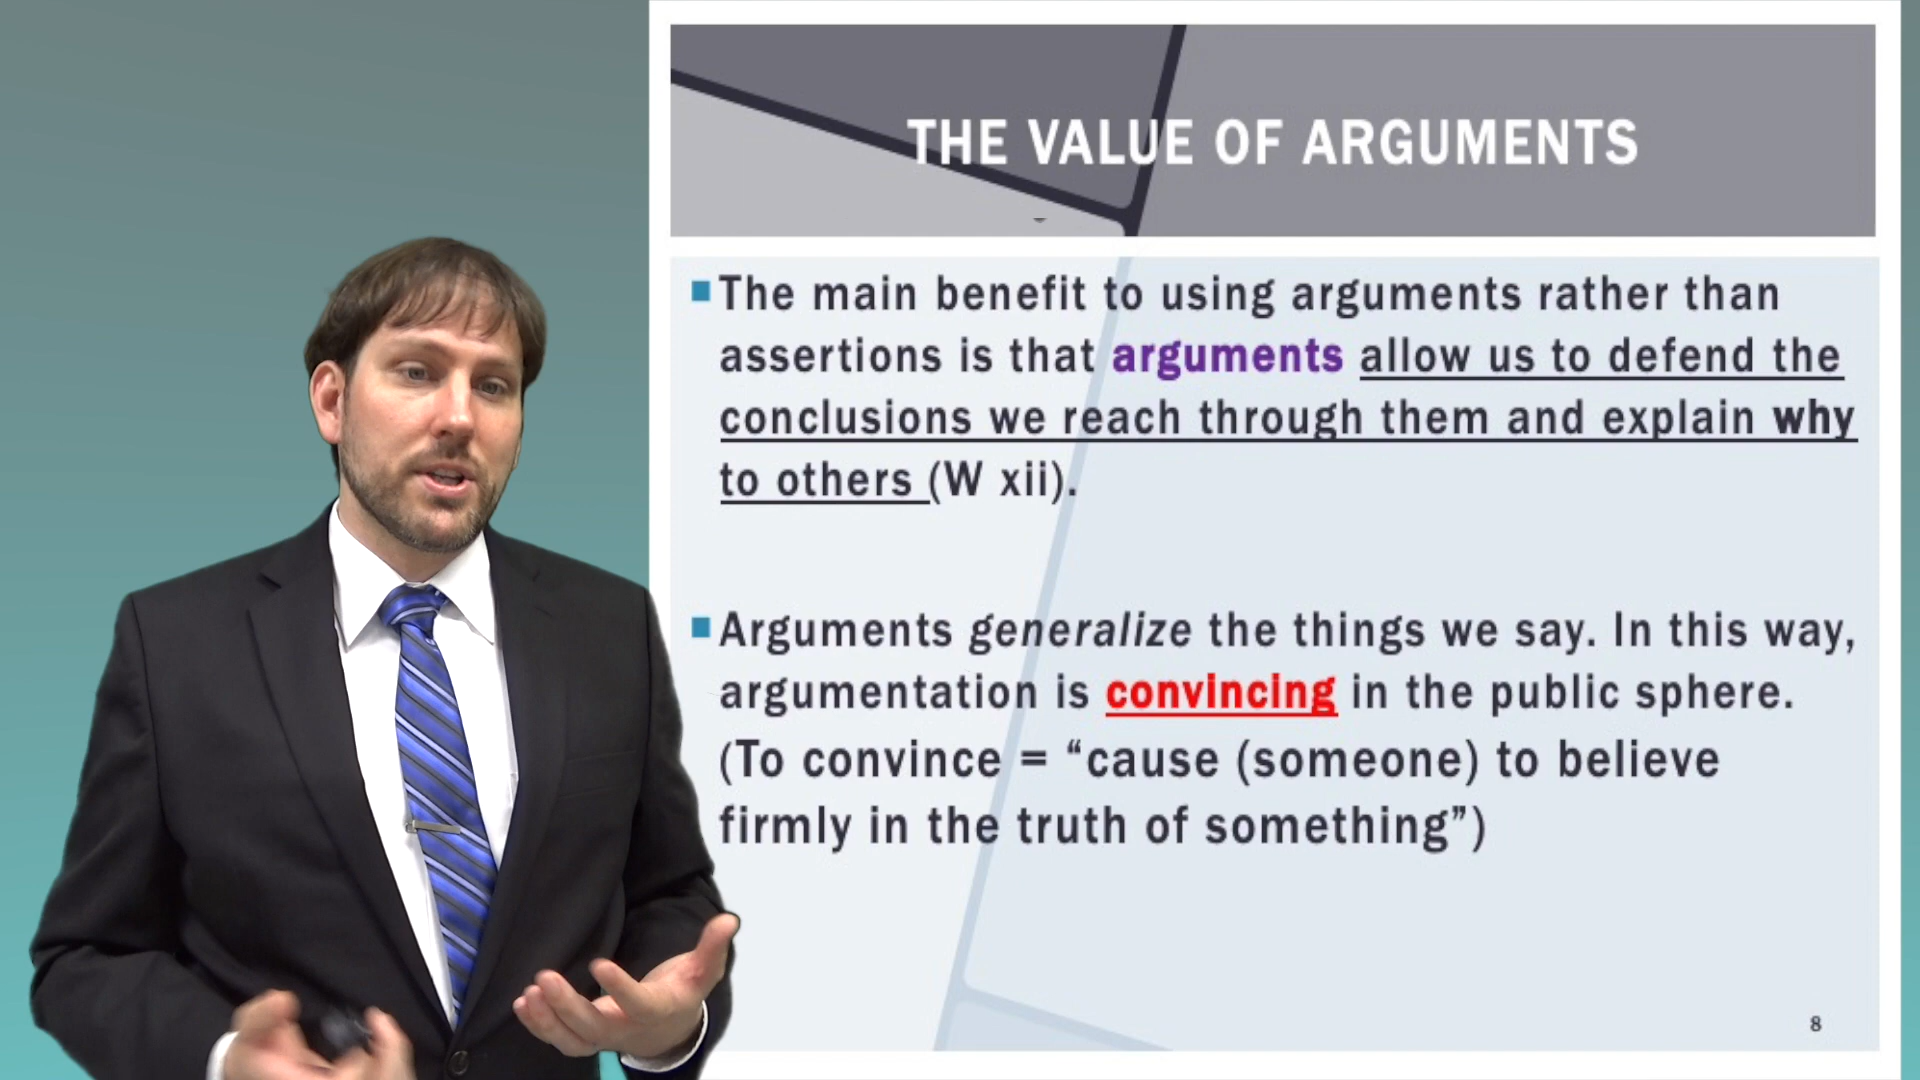 THE VALUE OF ARGUMENTS
The main benefit to using arguments rather than
assertions is that arguments allow us to defend the
conclusions we reach through them and explain why
to others (W xii).
Arguments generalize the things we say. In this way,
argumentation is convincing in the public sphere.
(To convince = “cause (someone) to believe
firmly in the truth of something”)
8